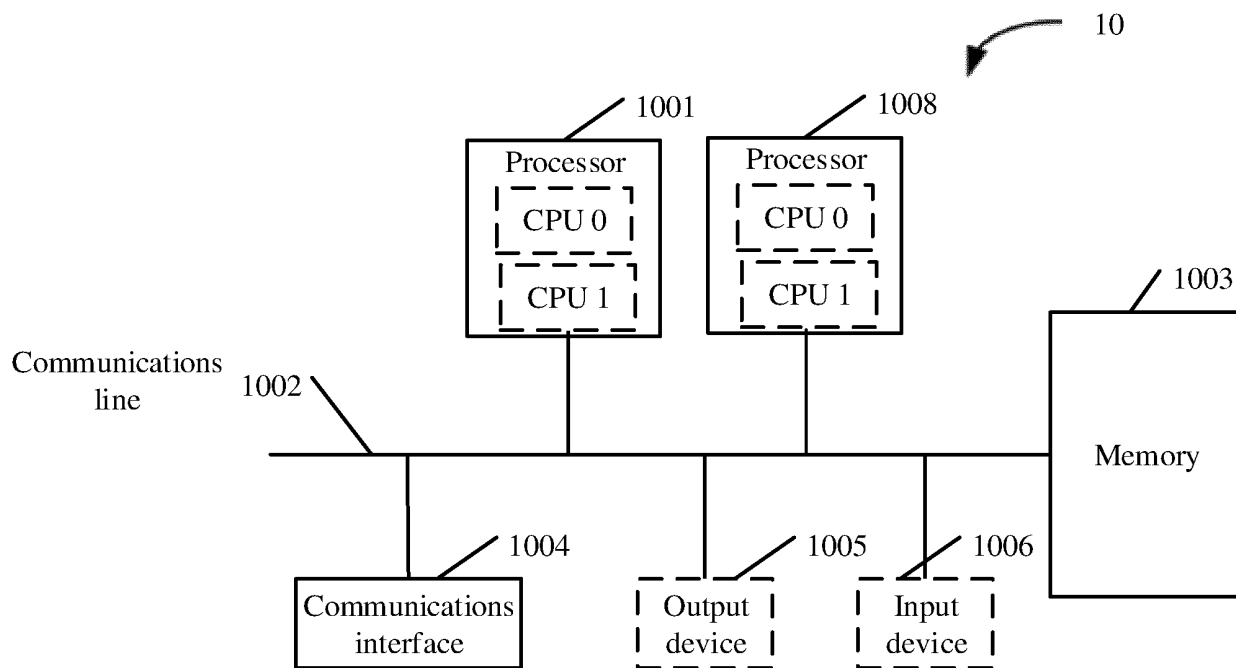 10
1001
1008
Processor
Processor
CPU 0
CPU 0
CPU 1
CPU 1
1003
Communications
line
1002
Memory
1004
1005
1006
Communications
interface
Output
device
Input
device